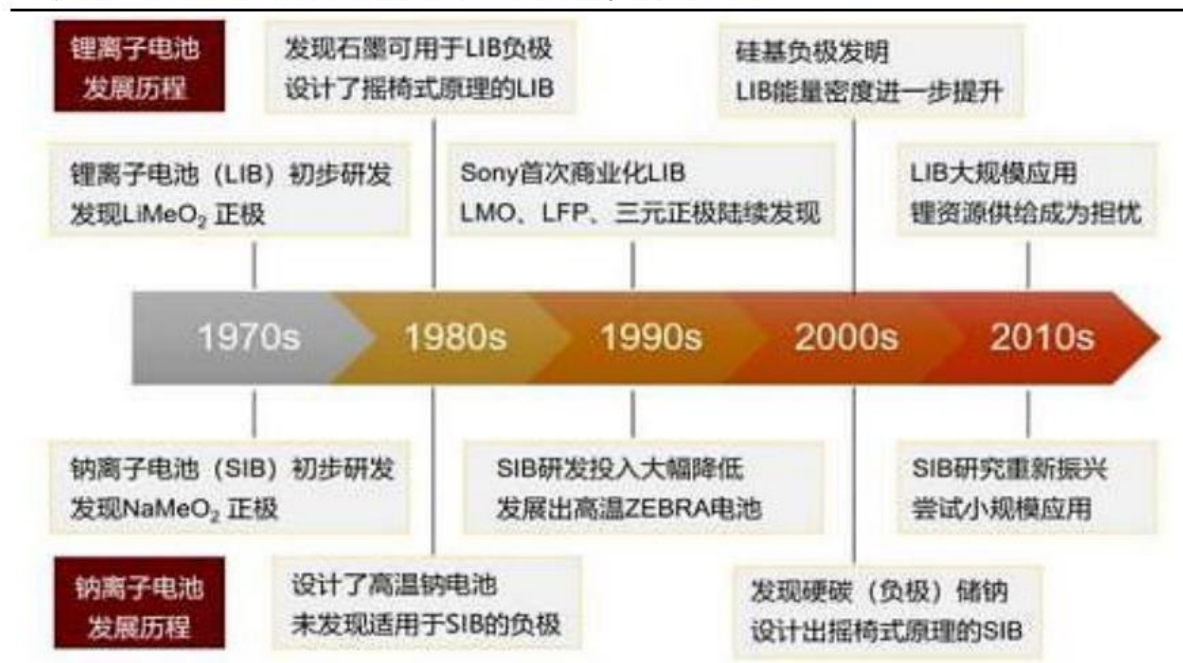 锂离子电池
发展历程
发现石墨可用于LIB负极
设计了摇椅式原理的LIB
硅基负极发明
LIB能量密度进一步提升
锂离子电池（LIB）初步研发
发现LiMeO₂ 正极
Sony首次商业化LIB
LMO、LFP、三元正极陆续发现
LIB大规模应用
锂资源供给成为担忧
1970s
1980s
1990s
2000s
2010s
钠离子电池（SIB）初步研发
发现NaMeO₂ 正极
SIB研发投入大幅降低
发展出高温ZEBRA电池
SIB研究重新振兴
尝试小规模应用
钠离子电池
发展历程
设计了高温钠电池
未发现适用于SIB的负极
发现硬碳（负极）储钠
设计出摇椅式原理的SIB